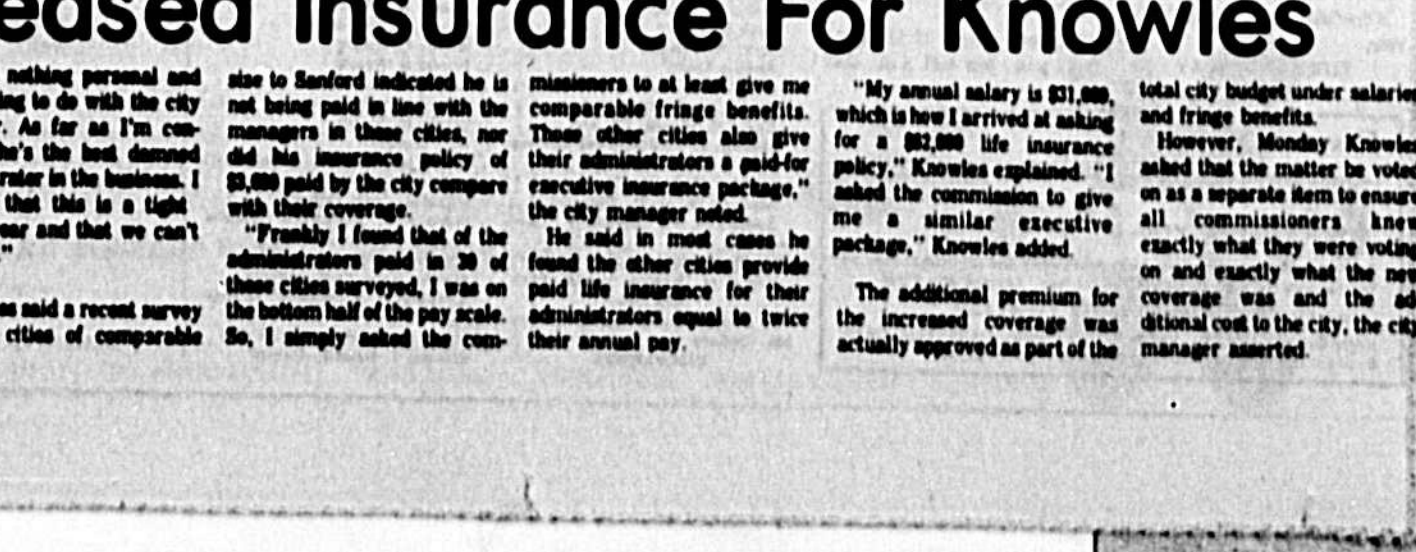 eased Insurance For Knowles
nothing personal and
ing to do with the city
. As far as I'm con-
he's the best damned
rator in the business. I
that this is a tight
ear and that we can't
."
as said a recent survey
cities of comparable
size to Sanford indicated he is
not being paid in line with the
managers in those cities, nor
did his insurance policy of
$3,000 paid by the city compare
with their coverage.
"Frankly I found that of the
administrators paid in 20 of
those cities surveyed, I was on
the bottom half of the pay scale.
So, I simply asked the com-
missioners to at least give me
comparable fringe benefits.
Those other cities also give
their administrators a paid-for
executive insurance package,"
the city manager noted.
He said in most cases he
found the other cities provide
paid life insurance for their
administrators equal to twice
their annual pay.
"My annual salary is $31,000,
which is how I arrived at asking
for a $62,000 life insurance
policy," Knowles explained. "I
asked the commission to give
me a similar executive
package," Knowles added.
The additional premium for
the increased coverage was
actually approved as part of the
total city budget under salaries
and fringe benefits.
However, Monday Knowles
asked that the matter be voted
on as a separate item to ensure
all commissioners knew
exactly what they were voting
on and exactly what the new
coverage was and the ad-
ditional cost to the city, the city
manager asserted.